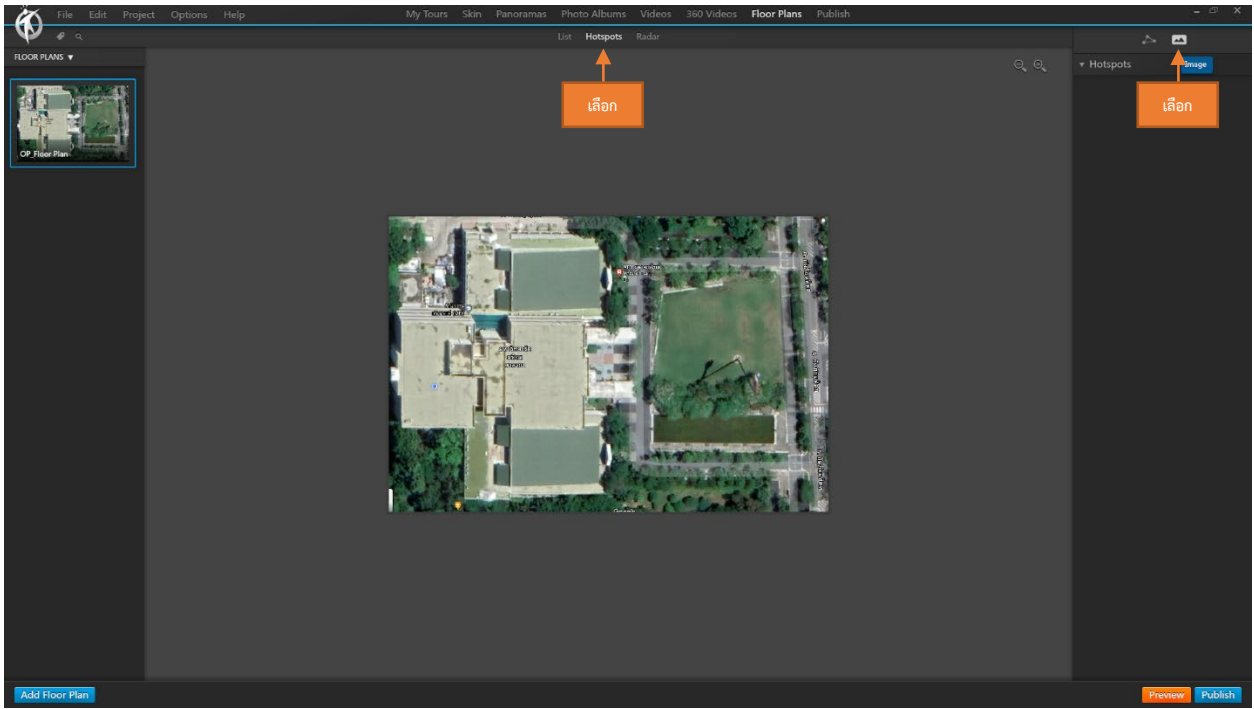 File Edit Project Options Help My Tours Skin Panoramas Photo Albums Videos 360 Videos Floor Plans Publish
List Hotspots Radar
FLOOR PLANS ▼
Hotspots Image
เลือก เลือก
OP_Floor Plan
Add Floor Plan Preview Publish